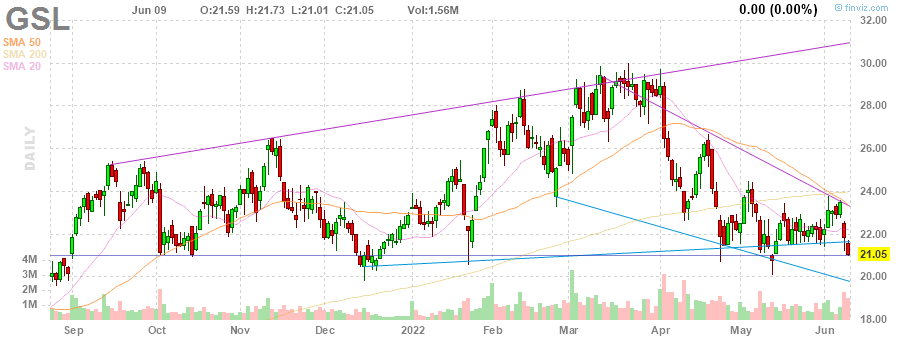 GSL Jun 09 O:21.59 H:21.73 L:21.01 C:21.05 Vol:1.56M 0.00 (0.00%) finviz.com
SMA 50
SMA 200
SMA 20
DAILY
32.00
30.00
28.00
26.00
24.00
22.00
21.05
20.00
18.00
4M
3M
2M
1M
Sep Oct Nov Dec 2022 Feb Mar Apr May Jun